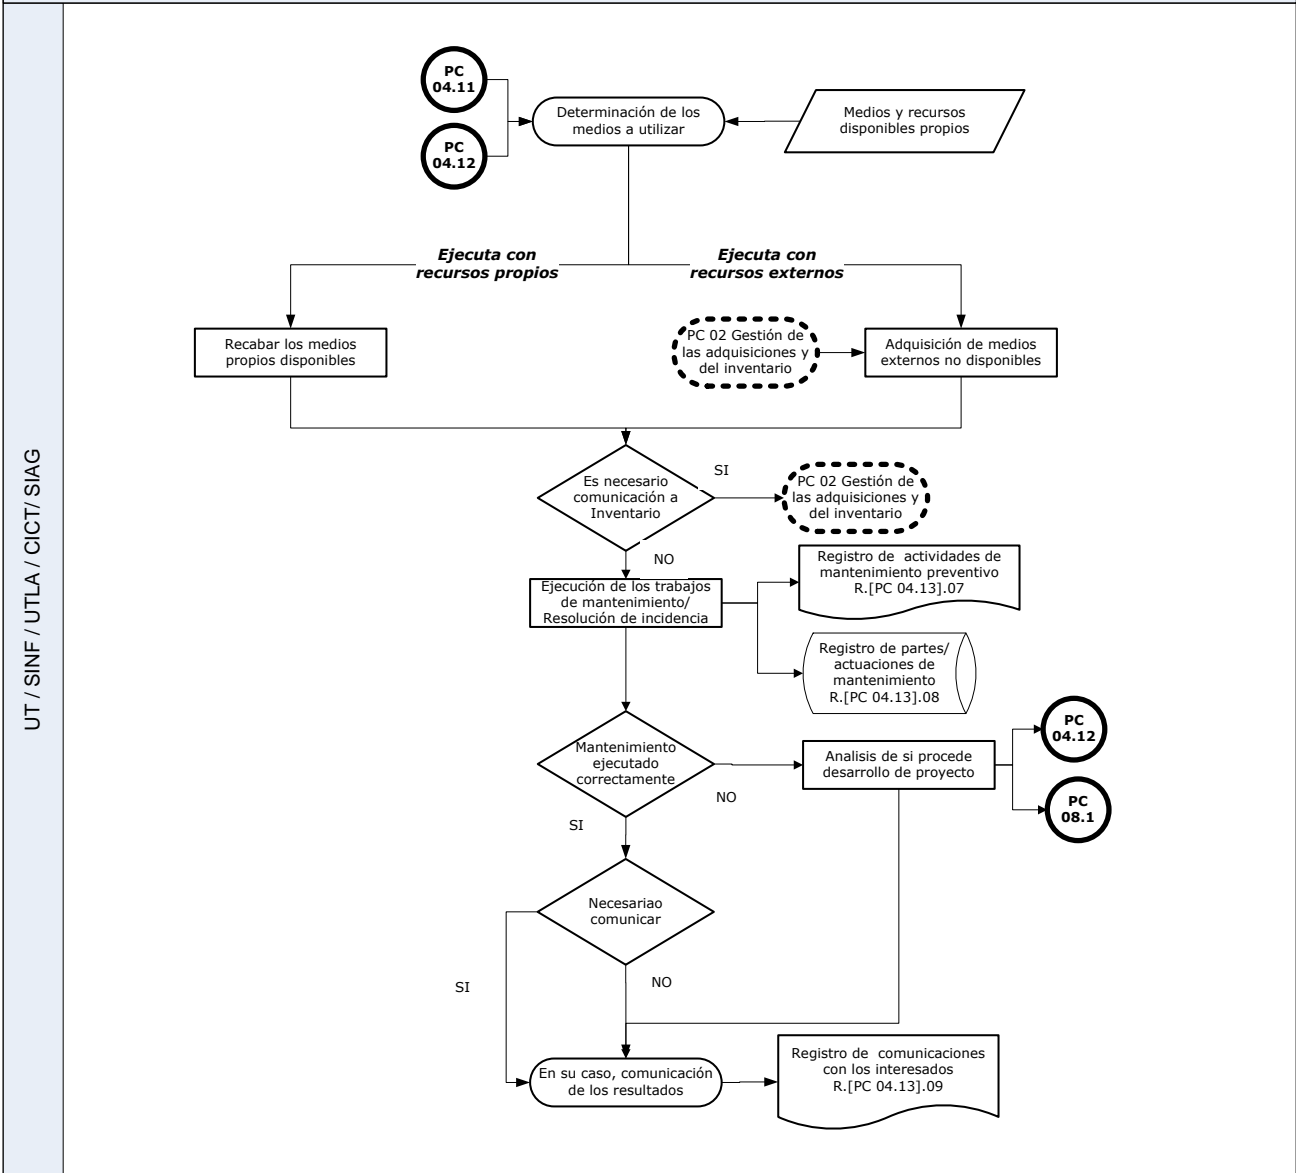 UT / SINF / UTLA / CICT/ SIAG
PC
04.11
PC
04.12
Determinación de los
medios a utilizar
Medios y recursos
disponibles propios
Ejecuta con
recursos propios
Ejecuta con
recursos externos
Recabar los medios
propios disponibles
PC 02 Gestión de
las adquisiciones y
del inventario
Adquisición de medios
externos no disponibles
Es necesario
comunicación a
Inventario
SI
PC 02 Gestión de
las adquisiciones y
del inventario
NO
Ejecución de los trabajos
de mantenimiento/
Resolución de incidencia
Registro de actividades de
mantenimiento preventivo
R.[PC 04.13].07
Registro de partes/
actuaciones de
mantenimiento
R.[PC 04.13].08
Mantenimiento
ejecutado
correctamente
NO
Analisis de si procede
desarrollo de proyecto
PC
04.12
PC
08.1
SI
Necesariao
comunicar
SI
NO
En su caso, comunicación
de los resultados
Registro de comunicaciones
con los interesados
R.[PC 04.13].09